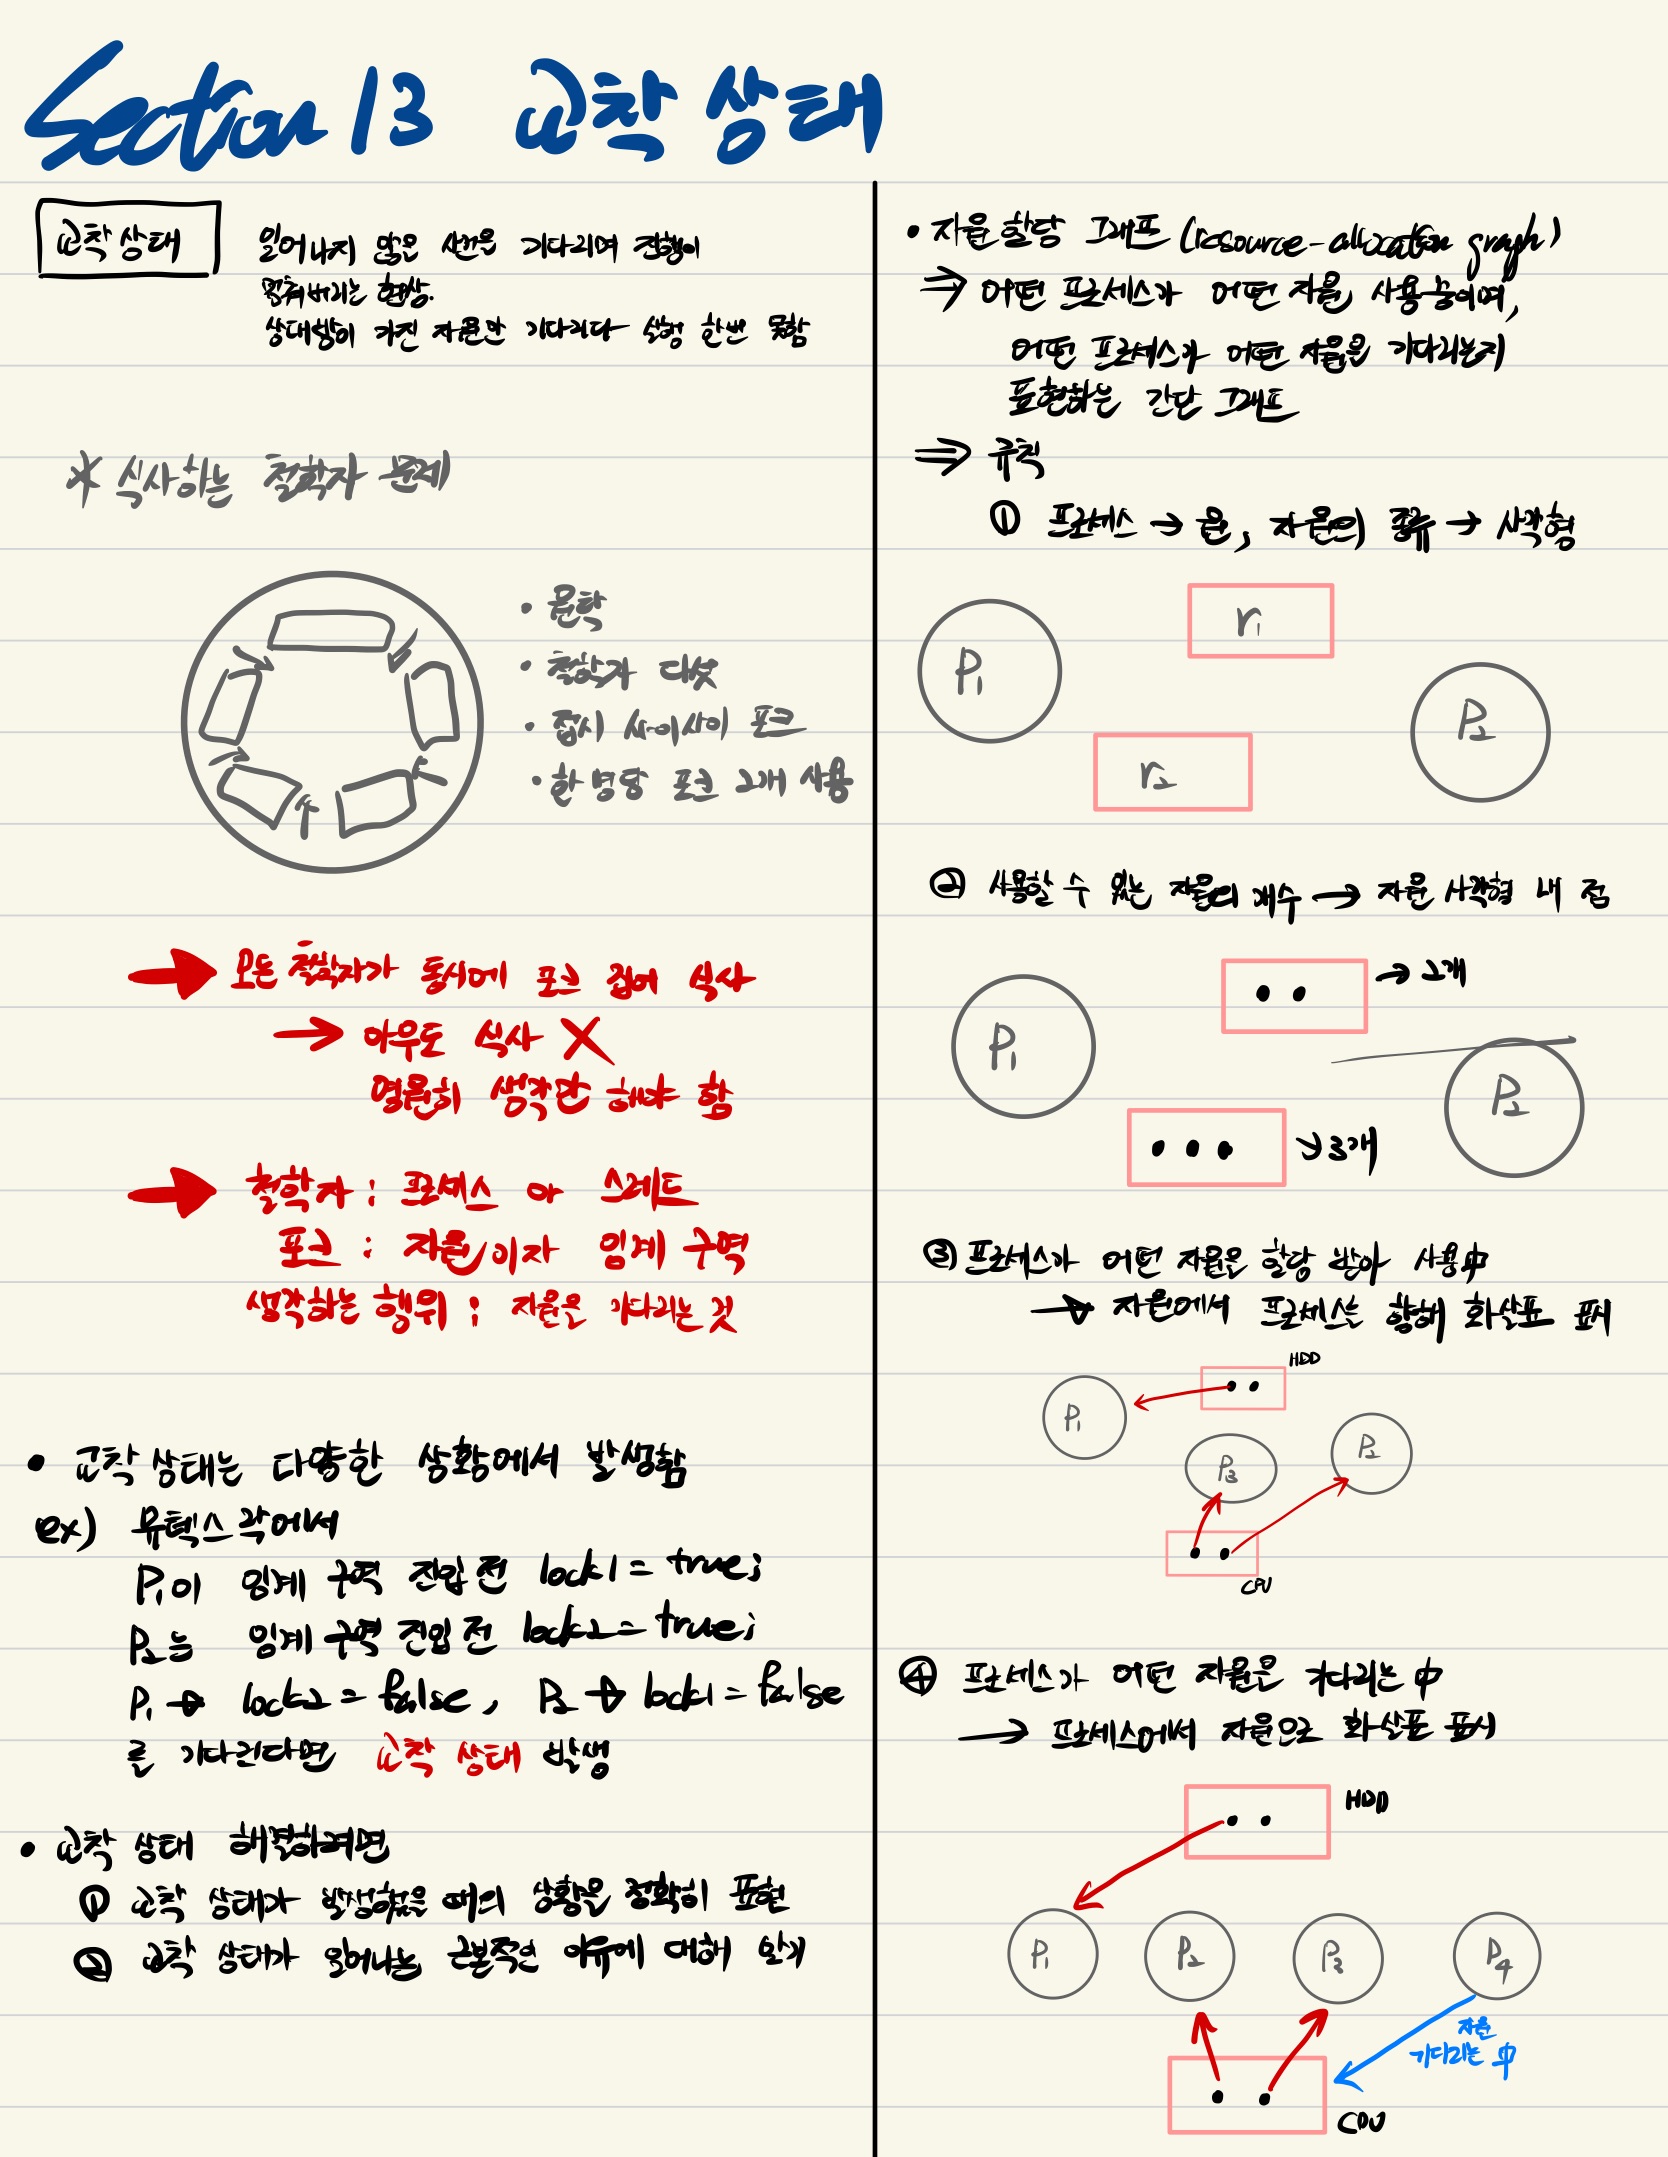 Section 13 교착 상태
교착 상태
일어나지 않은 사건을 기다리며 진행이
멈춰버리는 현상.
상대방이 가진 자원만 기다리다 실행 한번 못함
* 식사하는 철학자 문제
• 원탁
• 철학자 다섯
• 접시 사이사이 포크
• 한 명당 포크 2개 사용
모든 철학자가 동시에 포크 집어 식사
→ 아무도 식사 X
영원히 생각만 해야 함
철학자 : 프로세스 or 스레드
포크 : 자원이자 임계 구역
생각하는 행위 : 자원을 기다리는 것
• 교착 상태는 다양한 상황에서 발생함
ex) 뮤텍스 락에서
P1이 임계 구역 진입 전 lock1 = true;
P2는 임계 구역 진입 전 lock2 = true;
P1 → lock2 = false, P2 → lock1 = false
를 기다린다면 교착 상태 발생
• 교착 상태 해결하려면
① 교착 상태가 발생했을 때의 상황을 정확히 표현
② 교착 상태가 일어나는 근본적인 이유에 대해 알기
• 자원 할당 그래프 (resource-allocation graph)
⇒ 어떤 프로세스가 어떤 자원을 사용중이며,
어떤 프로세스가 어떤 자원을 기다리는지
표현하는 간단 그래프
⇒ 규칙
① 프로세스 → 원, 자원의 종류 → 사각형
r1
P1
P2
r2
② 사용할 수 있는 자원의 개수 → 자원 사각형 내 점
→ 2개
P1
P2
→ 3개
③ 프로세스가 어떤 자원을 할당 받아 사용中
→ 자원에서 프로세스를 향해 화살표 표시
HDD
P1
P2
P3
CPU
④ 프로세스가 어떤 자원을 기다리는 中
→ 프로세스에서 자원으로 화살표 표시
HDD
P1 P2 P3 P4
자원
기다리는 中
CPU